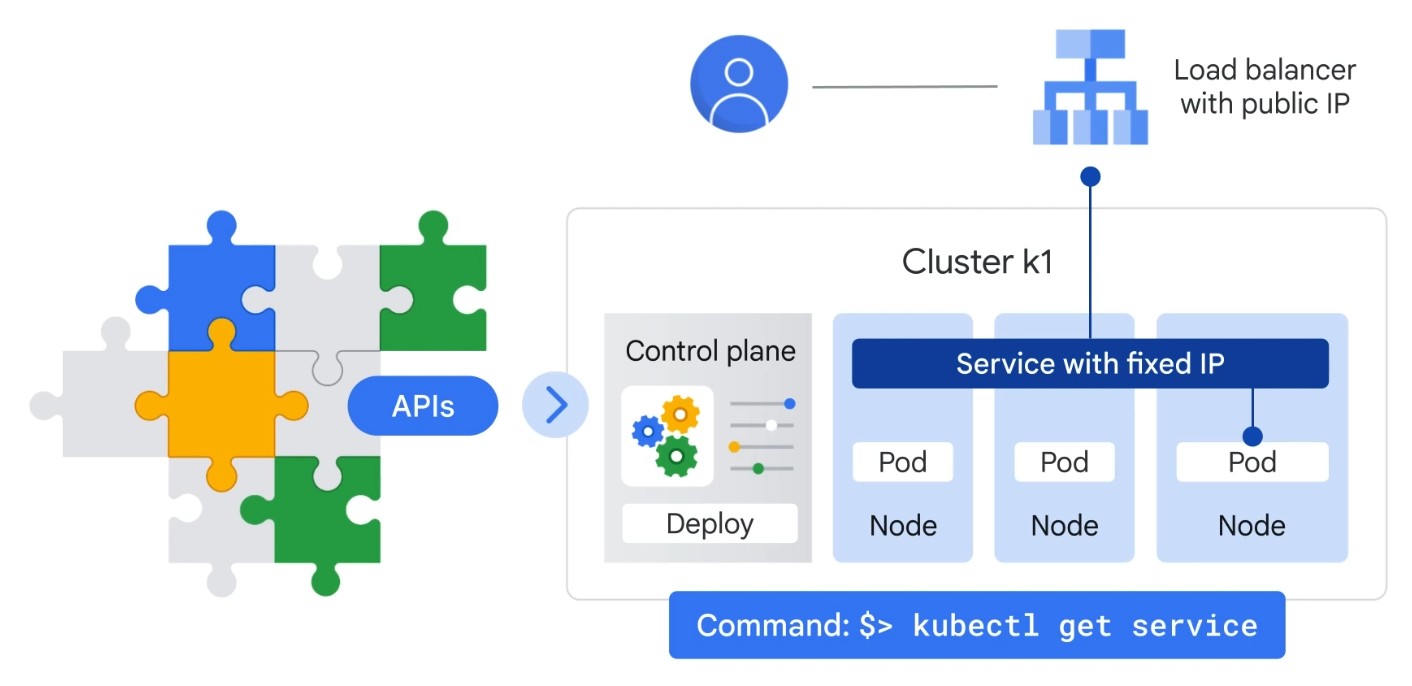 Load balancer
with public IP
Cluster k1
APIs
Control plane
Deploy
Service with fixed IP
Pod
Node
Pod
Node
Pod
Node
Command: $> kubectl get service